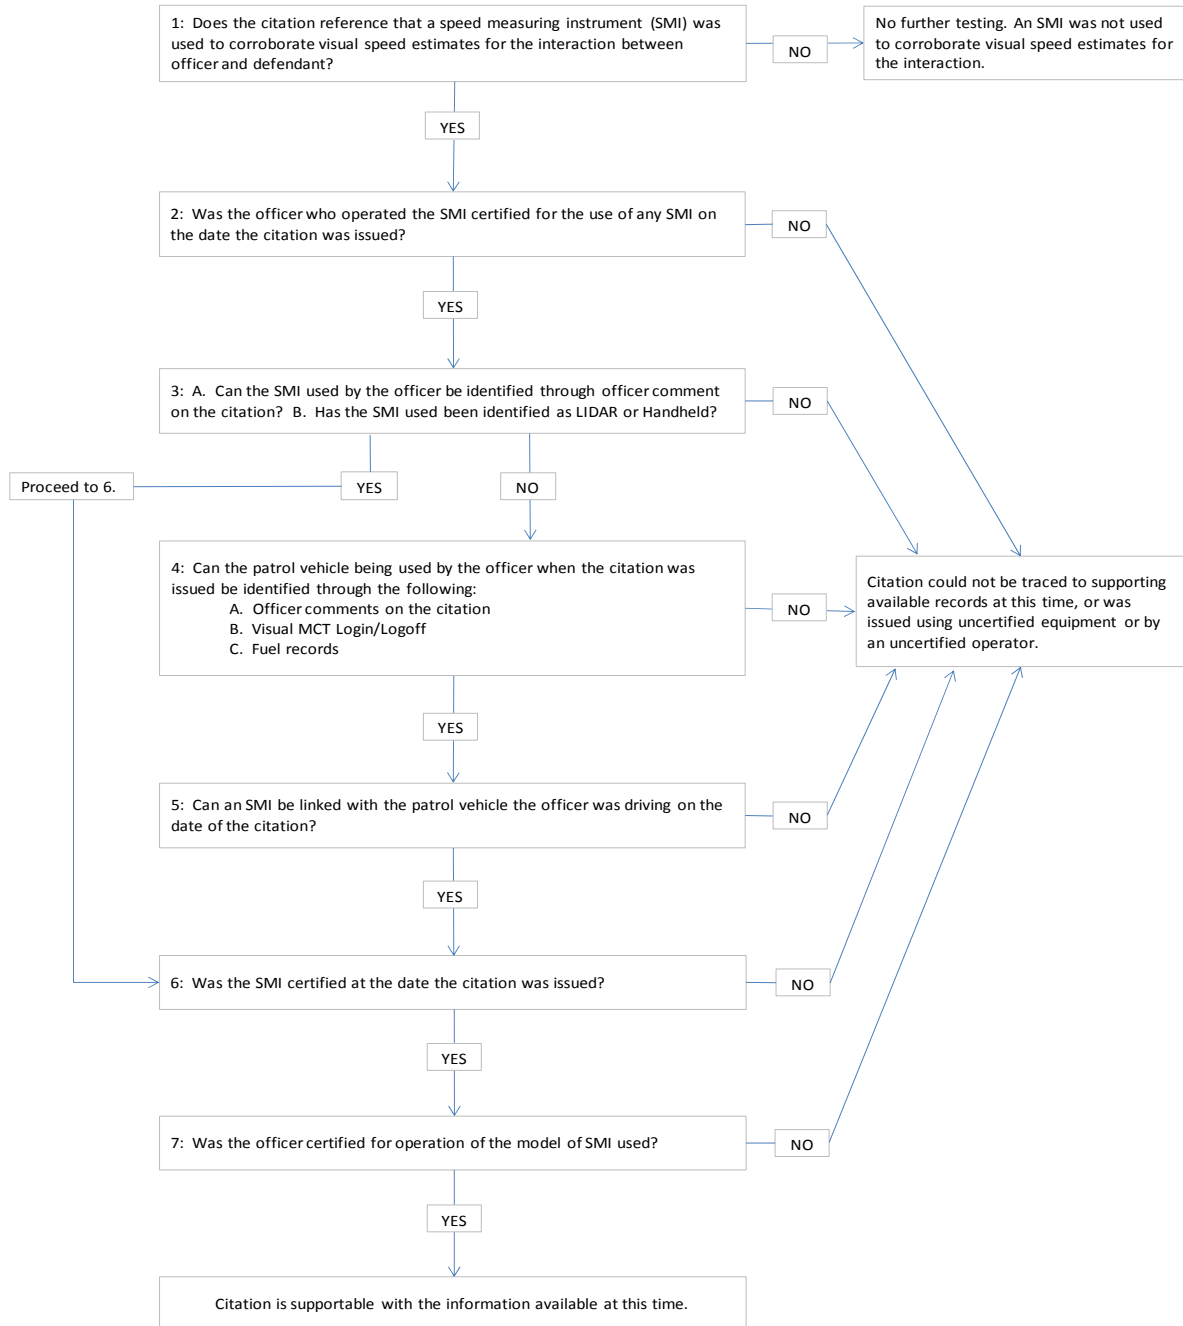 1: Does the citation reference that a speed measuring instrument (SMI) was
used to corroborate visual speed estimates for the interaction between
officer and defendant?
NO
No further testing. An SMI was not used
to corroborate visual speed estimates for
the interaction.
YES
2: Was the officer who operated the SMI certified for the use of any SMI on
the date the citation was issued?
NO
YES
3: A. Can the SMI used by the officer be identified through officer comment
on the citation? B. Has the SMI used been identified as LIDAR or Handheld?
NO
Proceed to 6.
YES
NO
4: Can the patrol vehicle being used by the officer when the citation was
issued be identified through the following:
A. Officer comments on the citation
B. Visual MCT Login/Logoff
C. Fuel records
NO
Citation could not be traced to supporting
available records at this time, or was
issued using uncertified equipment or by
an uncertified operator.
YES
5: Can an SMI be linked with the patrol vehicle the officer was driving on the
date of the citation?
NO
YES
6: Was the SMI certified at the date the citation was issued?
NO
YES
7: Was the officer certified for operation of the model of SMI used?
NO
YES
Citation is supportable with the information available at this time.